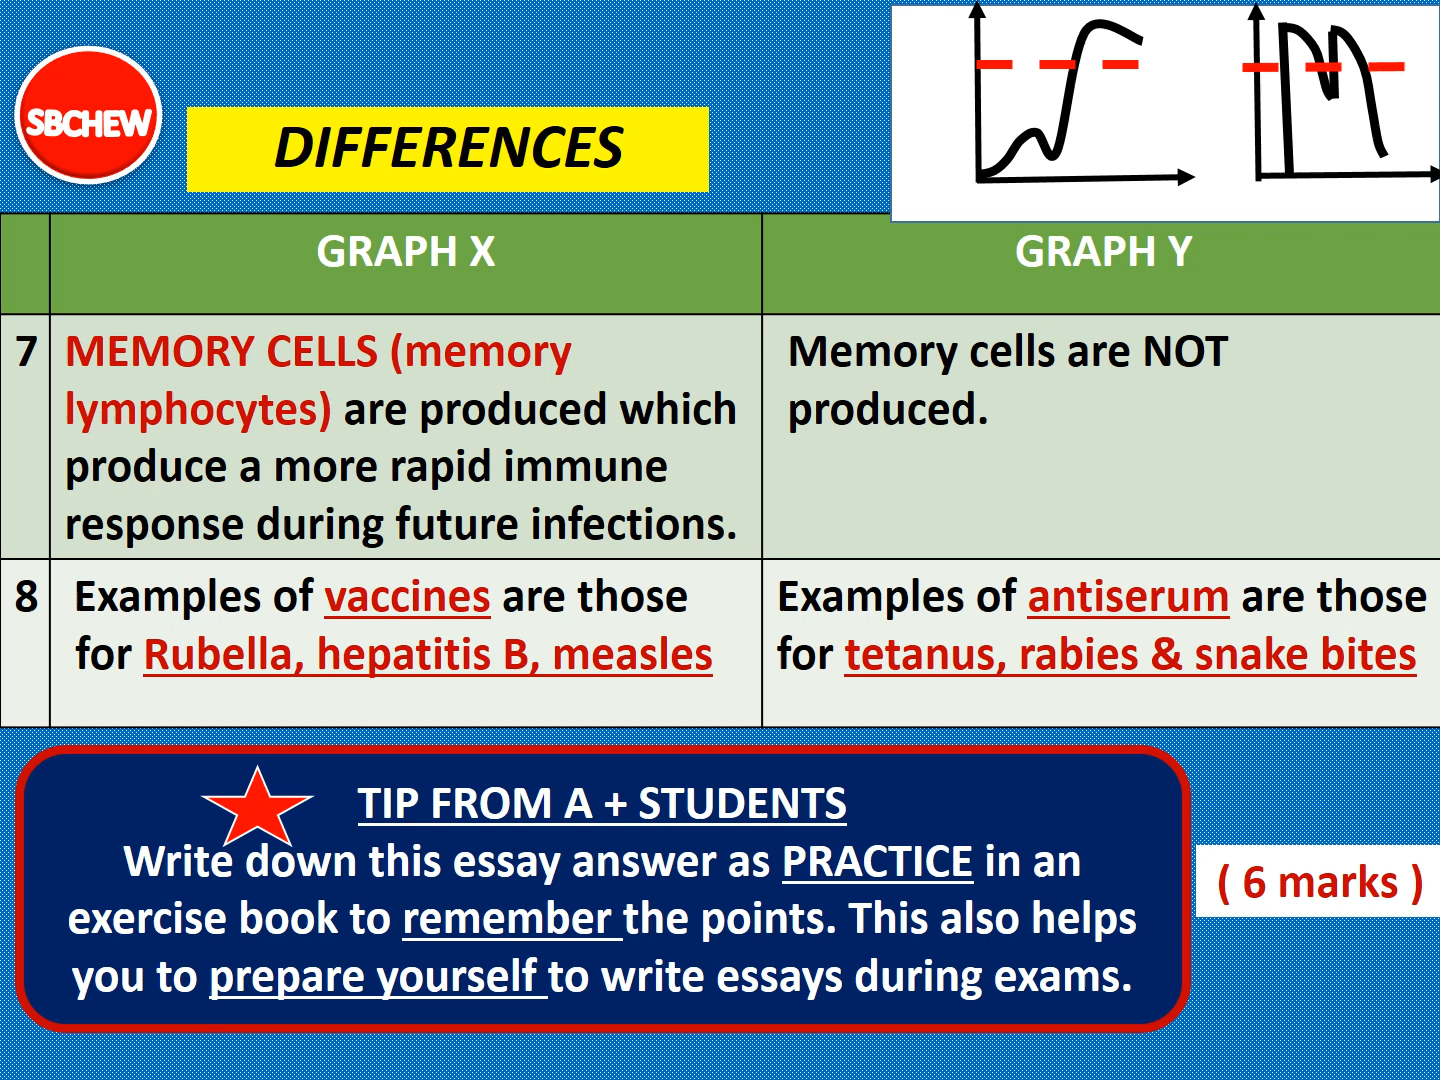 SBCHEW
DIFFERENCES
GRAPH X
GRAPH Y
7
MEMORY CELLS (memory
lymphocytes) are produced which
produce a more rapid immune
response during future infections.
Memory cells are NOT
produced.
8
Examples of vaccines are those
for Rubella, hepatitis B, measles
Examples of antiserum are those
for tetanus, rabies & snake bites
TIP FROM A + STUDENTS
Write down this essay answer as PRACTICE in an
exercise book to remember the points. This also helps
you to prepare yourself to write essays during exams.
( 6 marks )